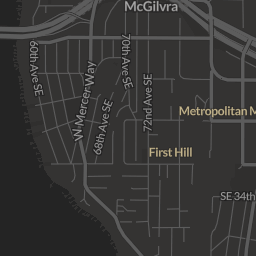 McGilvra
60th Ave SE
70th Ave SE
W Mercer Way
68th Ave SE
72nd Ave SE
Metropolitan M
First Hill
SE 34th